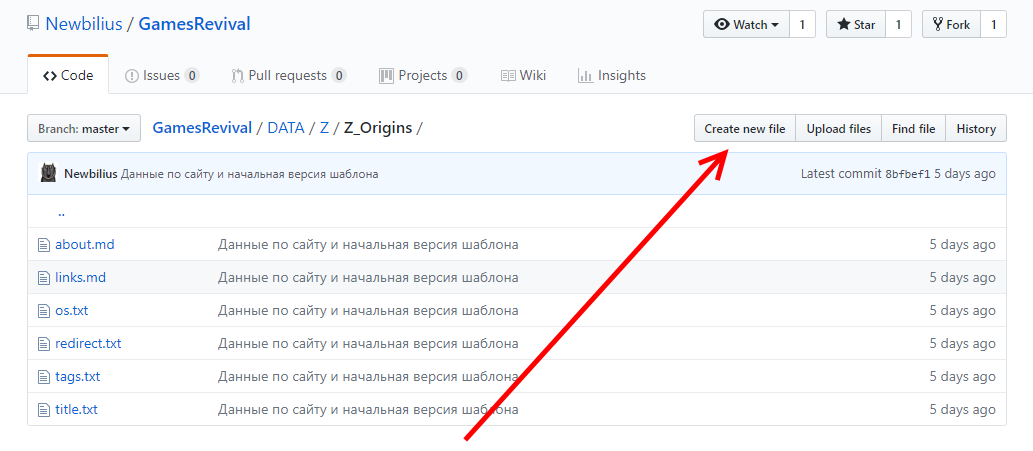 Newbilius / GamesRevival
Watch 1 Star 1 Fork 1
Code Issues 0 Pull requests 0 Projects 0 Wiki Insights
Branch: master GamesRevival / DATA / Z / Z_Origins / Create new file Upload files Find file History
Newbilius Данные по сайту и начальная версия шаблона Latest commit 8bfbef1 5 days ago
..
about.md Данные по сайту и начальная версия шаблона 5 days ago
links.md Данные по сайту и начальная версия шаблона 5 days ago
os.txt Данные по сайту и начальная версия шаблона 5 days ago
redirect.txt Данные по сайту и начальная версия шаблона 5 days ago
tags.txt Данные по сайту и начальная версия шаблона 5 days ago
title.txt Данные по сайту и начальная версия шаблона 5 days ago